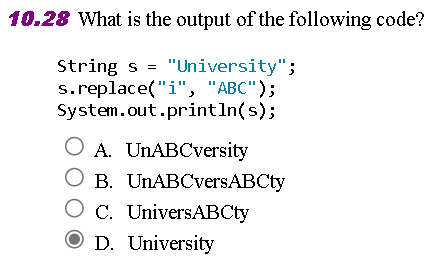 10.28 What is the output of the following code?
String s = "University";
s.replace("i", "ABC");
System.out.println(s);
A. UnABCversity
B. UnABCversABCty
C. UniversABCty
D. University